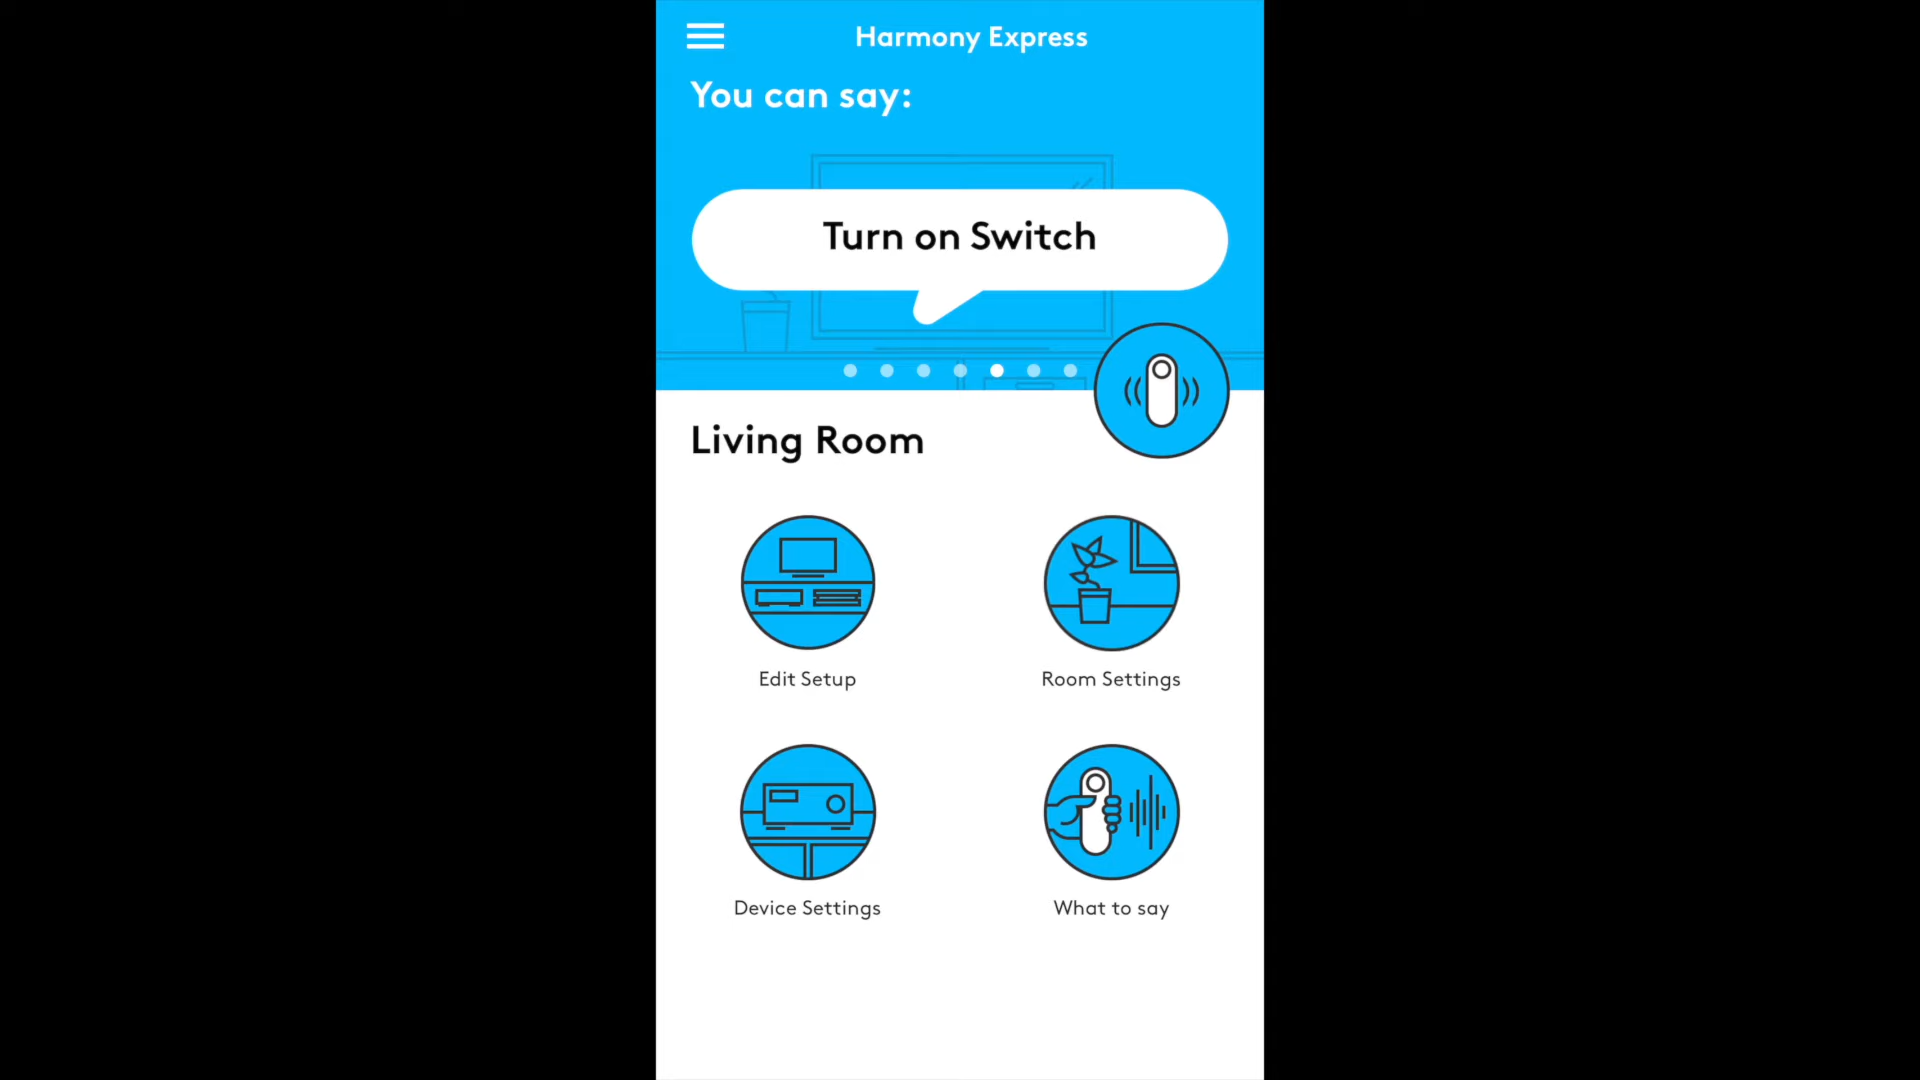 Harmony Express
You can say:
Turn on Switch
Living Room
Edit Setup
Room Settings
Device Settings
What to say